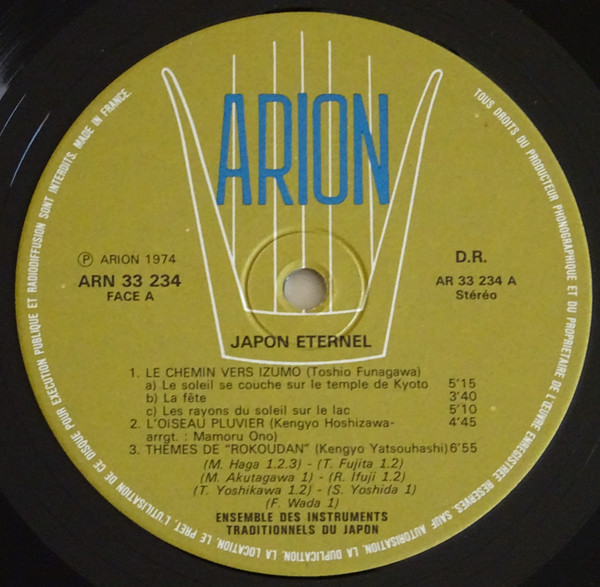 ARION
Ⓟ ARION 1974
ARN 33 234
FACE A
D.R.
AR 33 234 A
Stéréo
JAPON ETERNEL
1. LE CHEMIN VERS IZUMO (Toshio Funagawa)
a) Le soleil se couche sur le temple de Kyoto 5'15
b) La fête 3'40
c) Les rayons du soleil sur le lac 5'10
2. L'OISEAU PLUVIER (Kengyo Hoshizawa- 4'45
arrgt. : Mamoru Ono)
3. THÈMES DE "ROKOUDAN" (Kengyo Yatsouhashi) 6'55
(M. Haga 1.2.3) - (T. Fujita 1.2)
(M. Akutagawa 1) - (R. Ifuji 1.2)
(T. Yoshikawa 1.2) - (S. Yoshida 1)
(F. Wada 1)
ENSEMBLE DES INSTRUMENTS
TRADITIONNELS DU JAPON
TOUS DROITS DU PRODUCTEUR PHONOGRAPHIQUE ET DU PROPRIETAIRE DE L'ŒUVRE ENREGISTREE RESERVES. SAUF AUTORISATION, LA DUPLICATION, LA LOCATION, LE PRET, L'UTILISATION DE CE DISQUE POUR EXECUTION PUBLIQUE ET RADIODIFFUSION SONT INTERDITS. MADE IN FRANCE.